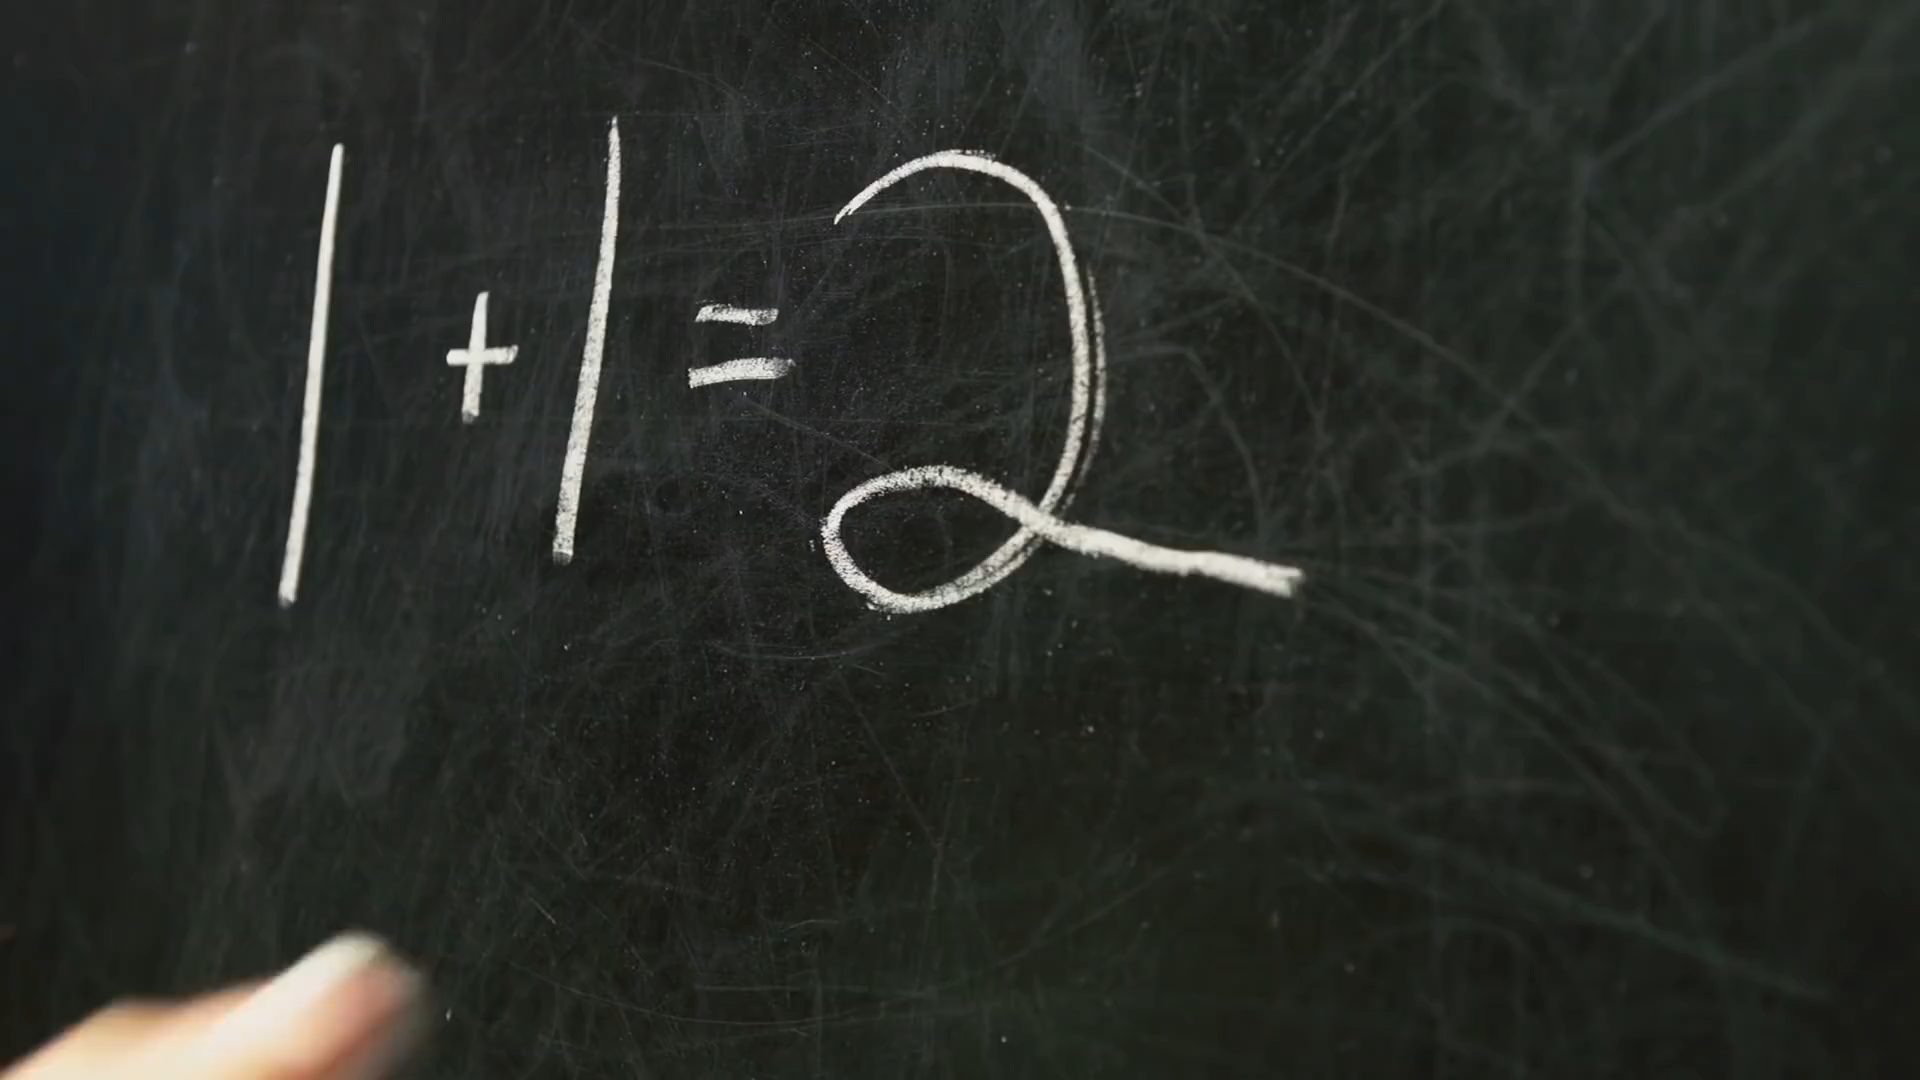 1 + 1 = 2